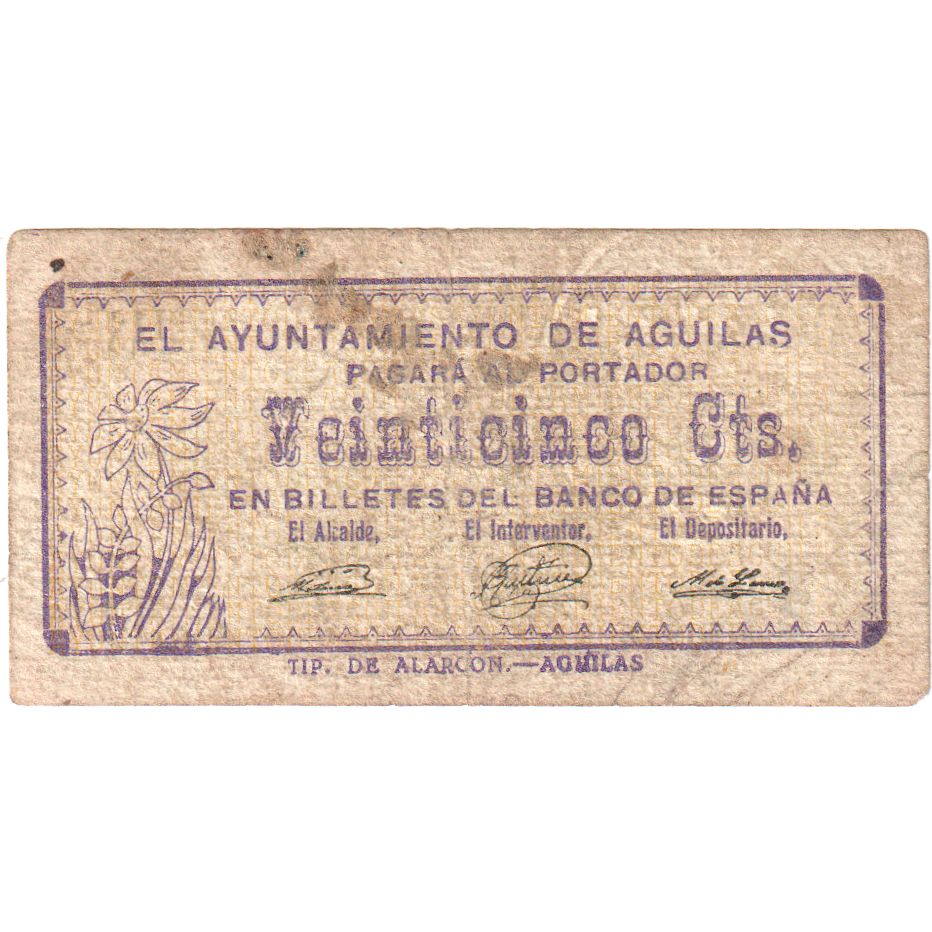 EL AYUNTAMIENTO DE AGUILAS
PAGARÁ AL PORTADOR
Veinticinco Cts.
EN BILLETES DEL BANCO DE ESPAÑA
El Alcalde, El Interventor, El Depositario,
TIP. DE ALARCÓN.—AGUILAS